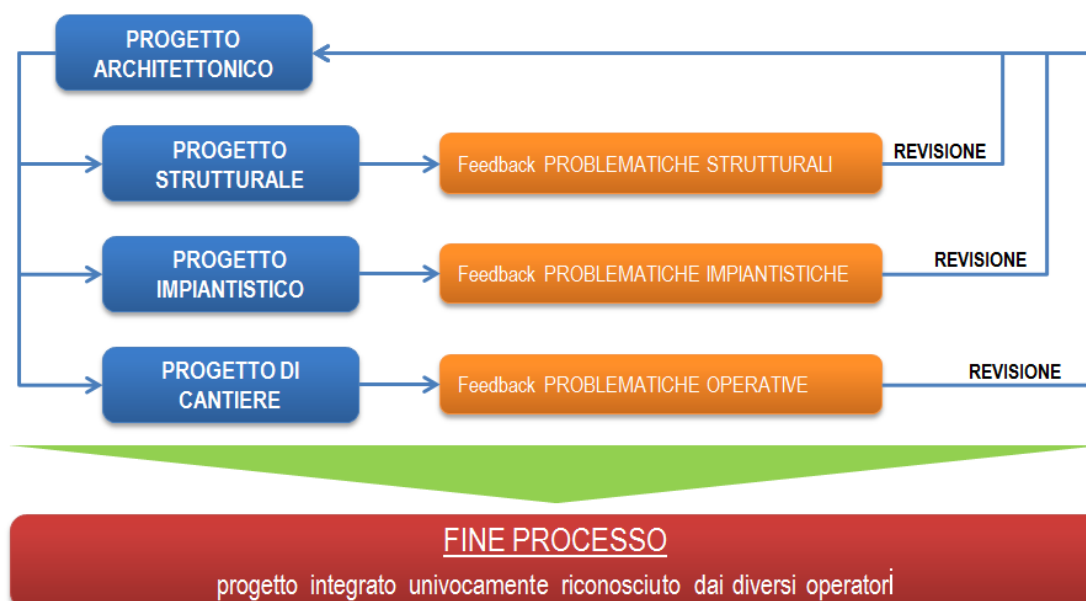 PROGETTO
ARCHITETTONICO
PROGETTO
STRUTTURALE
Feedback PROBLEMATICHE STRUTTURALI
REVISIONE
PROGETTO
IMPIANTISTICO
Feedback PROBLEMATICHE IMPIANTISTICHE
REVISIONE
PROGETTO DI
CANTIERE
Feedback PROBLEMATICHE OPERATIVE
REVISIONE
FINE PROCESSO
progetto integrato univocamente riconosciuto dai diversi operatori